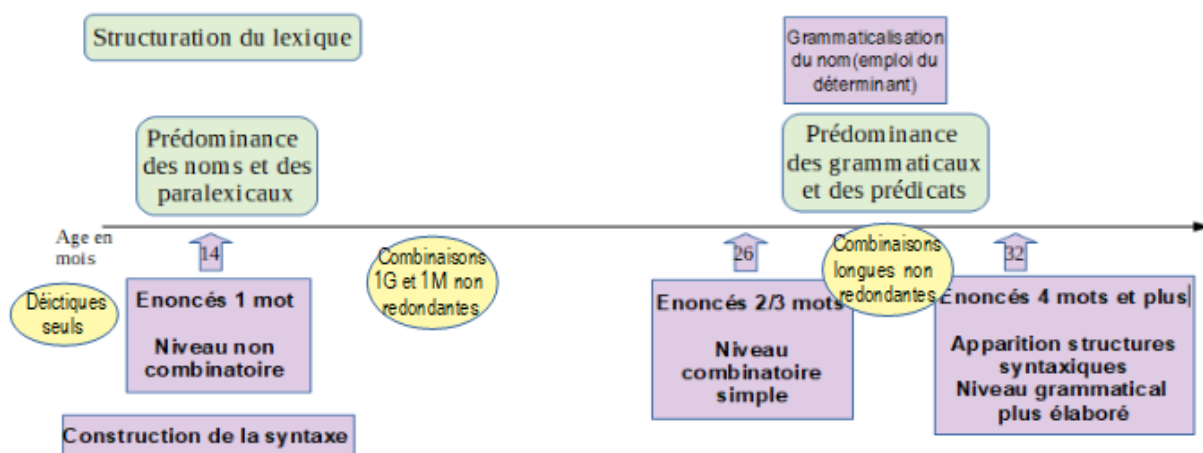 Structuration du lexique
Grammaticalisation
du nom(emploi du
déterminant)
Prédominance
des noms et des
paralexicaux
Prédominance
des grammaticaux
et des prédicats
Age en
mois
14
26
32
Déictiques
seuls
Combinaisons
1G et 1M non
redondantes
Combinaisons
longues non
redondantes
Enoncés 1 mot
Niveau non
combinatoire
Enoncés 2/3 mots
Niveau
combinatoire
simple
Enoncés 4 mots et plus
Apparition structures
syntaxiques
Niveau grammatical
plus élaboré
Construction de la syntaxe